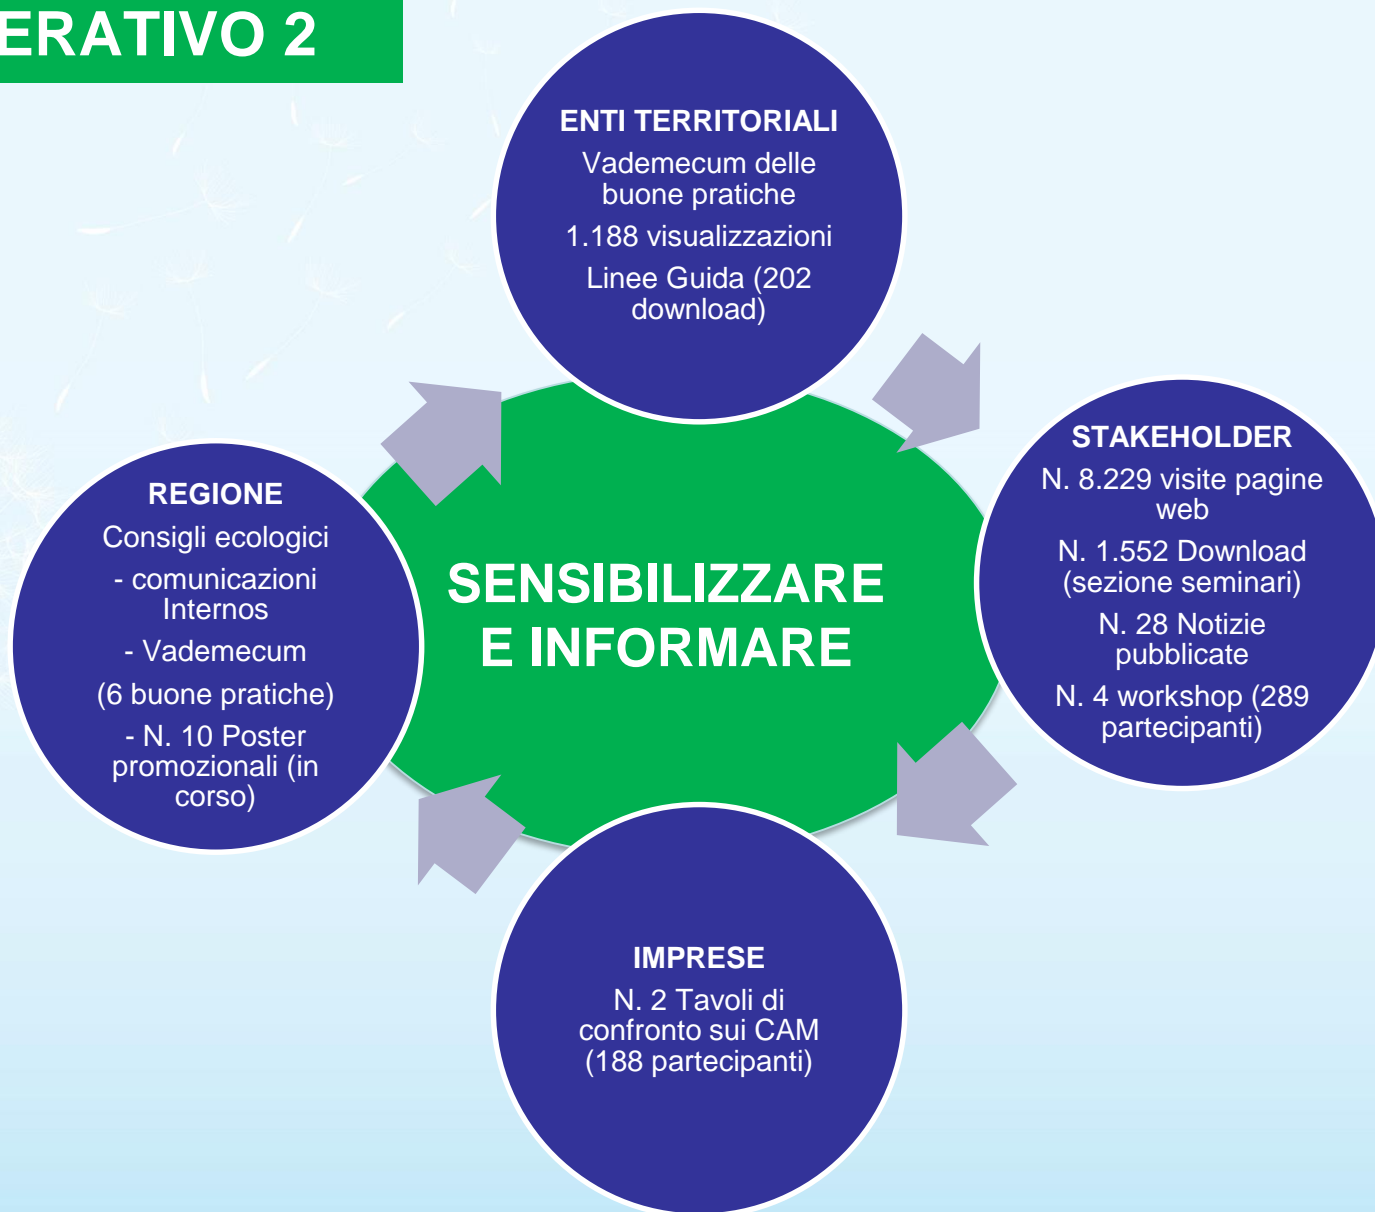 ERATIVO 2
ENTI TERRITORIALI
Vademecum delle
buone pratiche
1.188 visualizzazioni
Linee Guida (202
download)
STAKEHOLDER
N. 8.229 visite pagine
web
N. 1.552 Download
(sezione seminari)
N. 28 Notizie
pubblicate
N. 4 workshop (289
partecipanti)
REGIONE
Consigli ecologici
- comunicazioni
Internos
- Vademecum
(6 buone pratiche)
- N. 10 Poster
promozionali (in
corso)
SENSIBILIZZARE
E INFORMARE
IMPRESE
N. 2 Tavoli di
confronto sui CAM
(188 partecipanti)